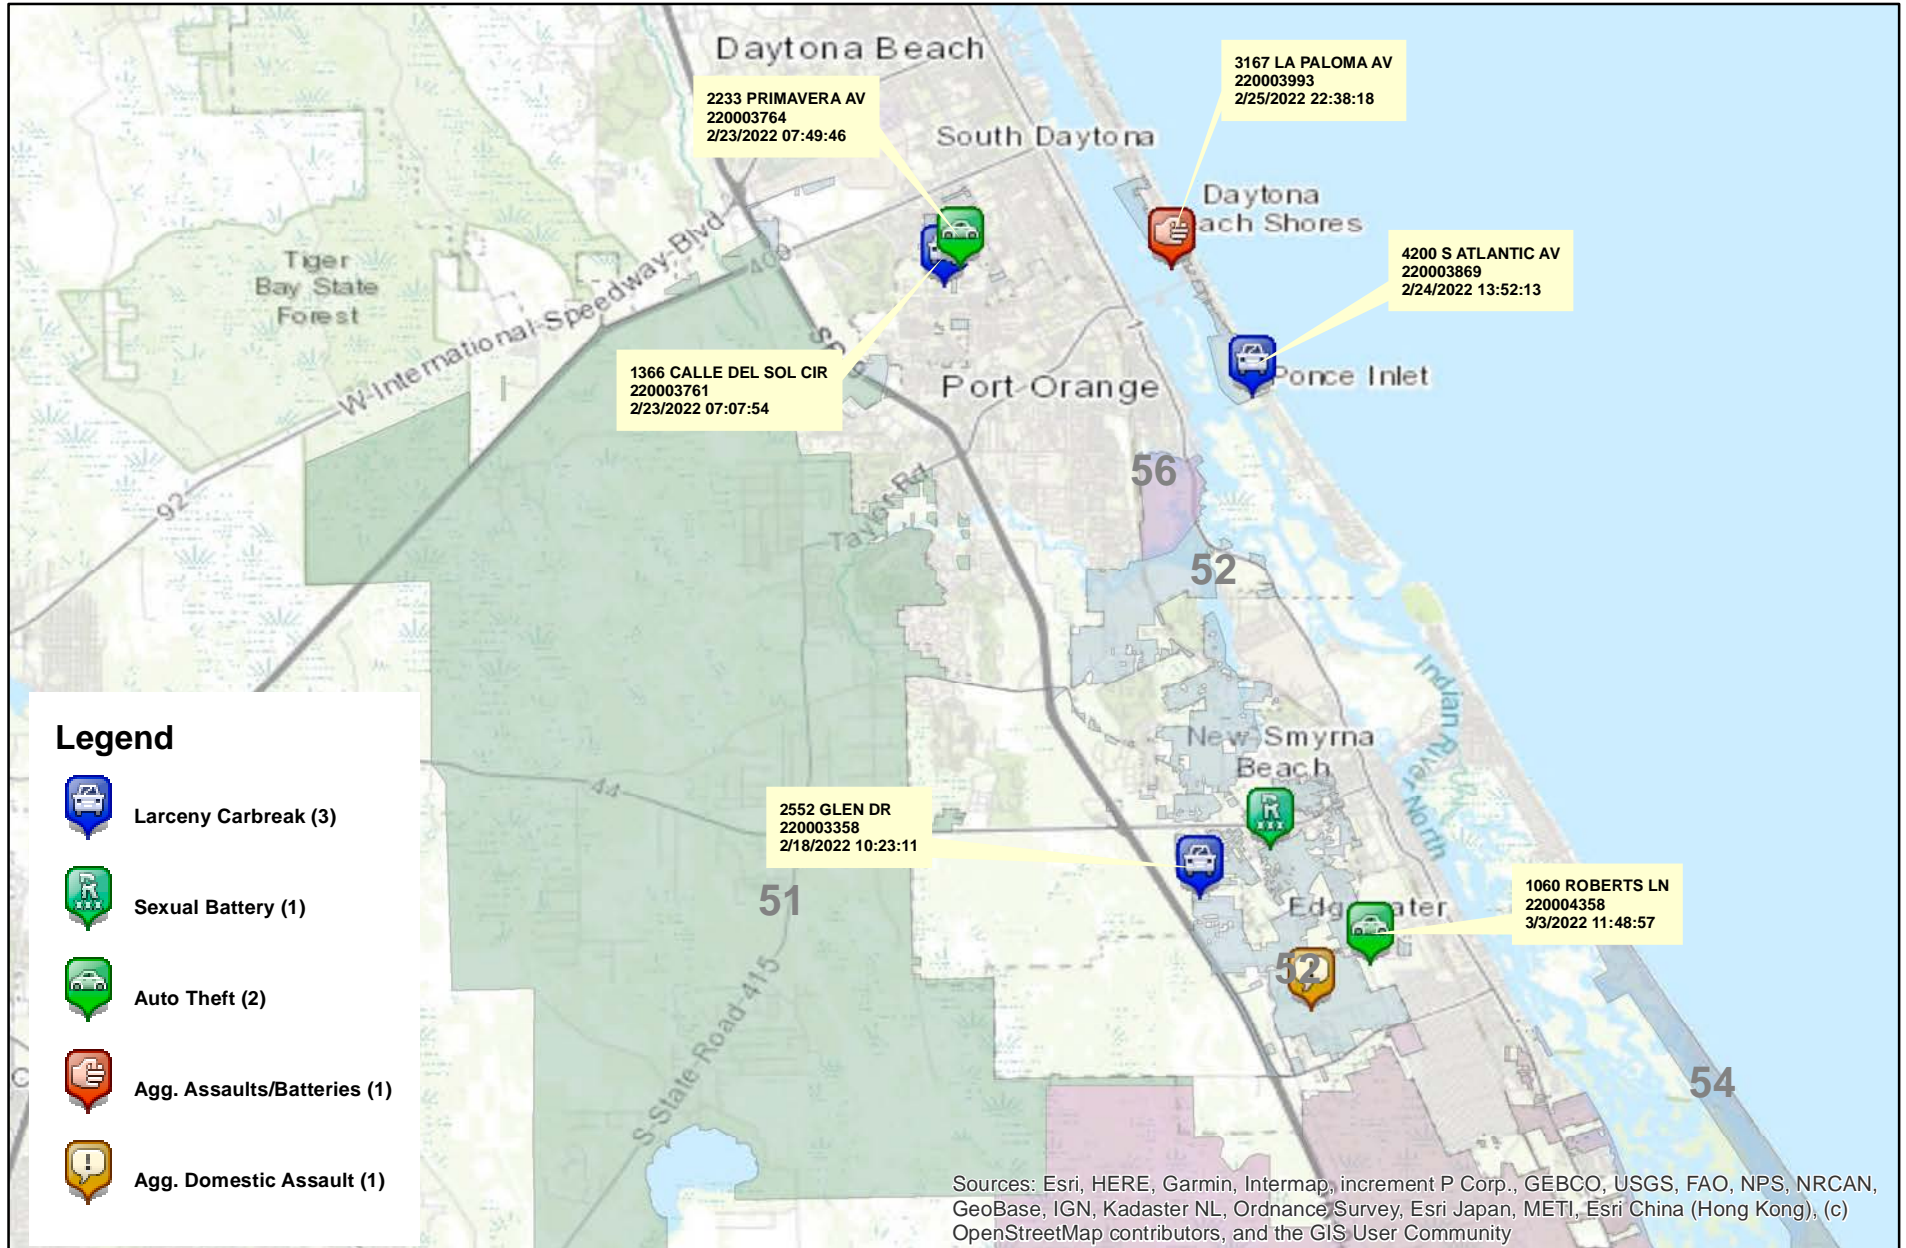 Daytona Beach
2233 PRIMAVERA AV
220003764
2/23/2022 07:49:46
3167 LA PALOMA AV
220003993
2/25/2022 22:38:18
South Daytona
Daytona
ach Shores
4200 S ATLANTIC AV
220003869
2/24/2022 13:52:13
Tiger
Bay State
Forest
W-International-Speedway-Blvd
400
1366 CALLE DEL SOL CIR
220003761
2/23/2022 07:07:54
Port Orange
Ponce Inlet
92
56
Taylor Rd
52
Indian River North
New Smyrna
Beach
44
2552 GLEN DR
220003358
2/18/2022 10:23:11
51
Edg ater
1060 ROBERTS LN
220004358
3/3/2022 11:48:57
52
S-State-Road-415
54
Legend
Larceny Carbreak (3)
Sexual Battery (1)
Auto Theft (2)
Agg. Assaults/Batteries (1)
Agg. Domestic Assault (1)
Sources: Esri, HERE, Garmin, Intermap, increment P Corp., GEBCO, USGS, FAO, NPS, NRCAN,
GeoBase, IGN, Kadaster NL, Ordnance Survey, Esri Japan, METI, Esri China (Hong Kong), (c)
OpenStreetMap contributors, and the GIS User Community